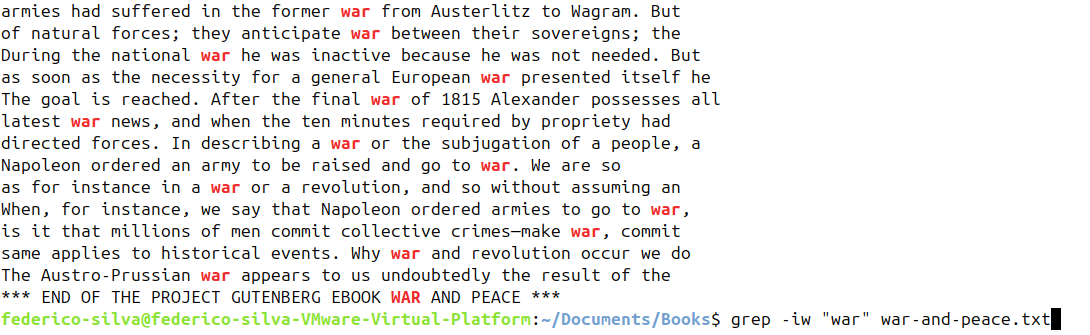 armies had suffered in the former war from Austerlitz to Wagram. But
of natural forces; they anticipate war between their sovereigns; the
During the national war he was inactive because he was not needed. But
as soon as the necessity for a general European war presented itself he
The goal is reached. After the final war of 1815 Alexander possesses all
latest war news, and when the ten minutes required by propriety had
directed forces. In describing a war or the subjugation of a people, a
Napoleon ordered an army to be raised and go to war. We are so
as for instance in a war or a revolution, and so without assuming an
When, for instance, we say that Napoleon ordered armies to go to war,
is it that millions of men commit collective crimes—make war, commit
same applies to historical events. Why war and revolution occur we do
The Austro-Prussian war appears to us undoubtedly the result of the
*** END OF THE PROJECT GUTENBERG EBOOK WAR AND PEACE ***
federico-silva@federico-silva-VMware-Virtual-Platform:~/Documents/Books$ grep -iw "war" war-and-peace.txt